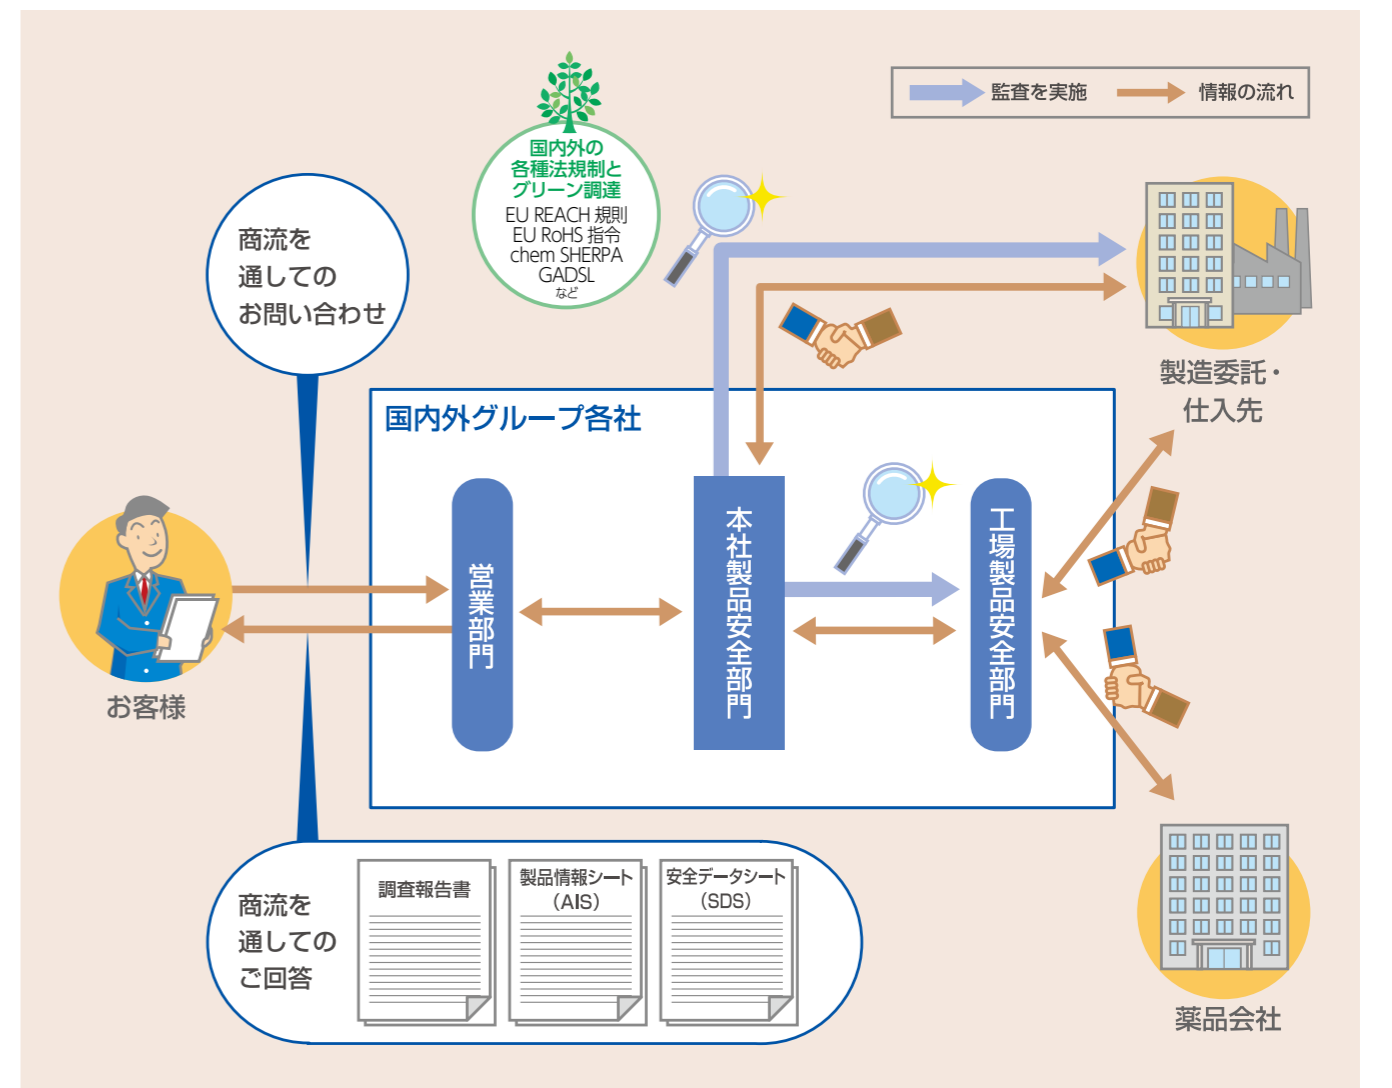 監査を実施
情報の流れ
国内外の
各種法規制と
グリーン調達
EU REACH 規則
EU RoHS 指令
chem SHERPA
GADSL
など
商流を
通しての
お問い合わせ
製造委託・
仕入先
国内外グループ各社
営業部門
本社製品安全部門
工場製品安全部門
お客様
商流を
通しての
ご回答
調査報告書
製品情報シート
(AIS)
安全データシート
(SDS)
薬品会社